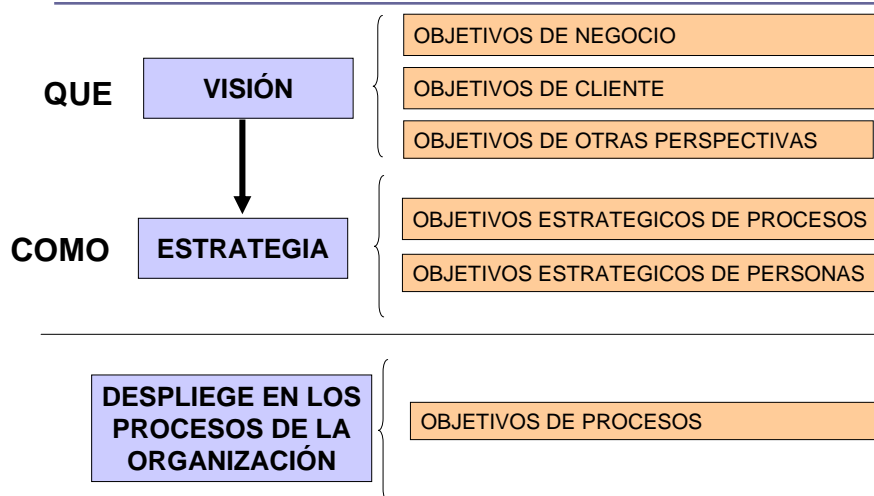 OBJETIVOS DE NEGOCIO
QUE
VISIÓN
OBJETIVOS DE CLIENTE
OBJETIVOS DE OTRAS PERSPECTIVAS
OBJETIVOS ESTRATEGICOS DE PROCESOS
COMO
ESTRATEGIA
OBJETIVOS ESTRATEGICOS DE PERSONAS
DESPLIEGE EN LOS
PROCESOS DE LA
ORGANIZACIÓN
OBJETIVOS DE PROCESOS